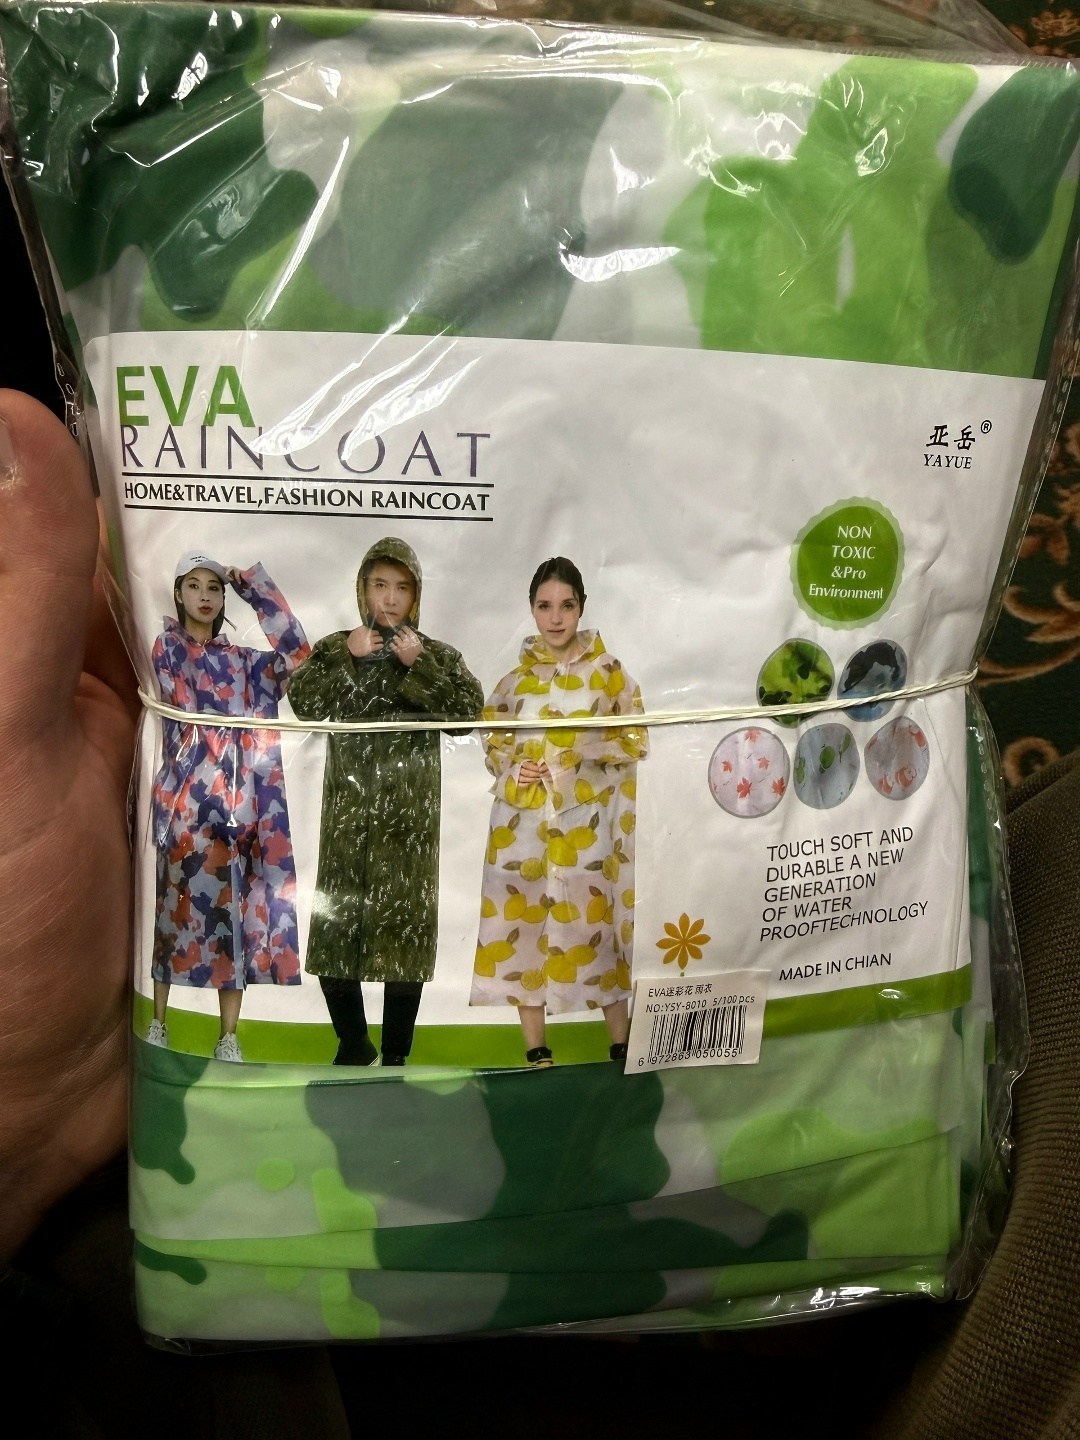 EVA
RAINCOAT
HOME&TRAVEL,FASHION RAINCOAT
亚岳®
YAYUE
NON
TOXIC
&Pro
Environment
TOUCH SOFT AND
DURABLE A NEW
GENERATION
OF WATER
PROOFTECHNOLOGY
MADE IN CHIAN
EVA迷彩花雨衣
NO:YSY-8010 5/100pcs
6 972863 050055